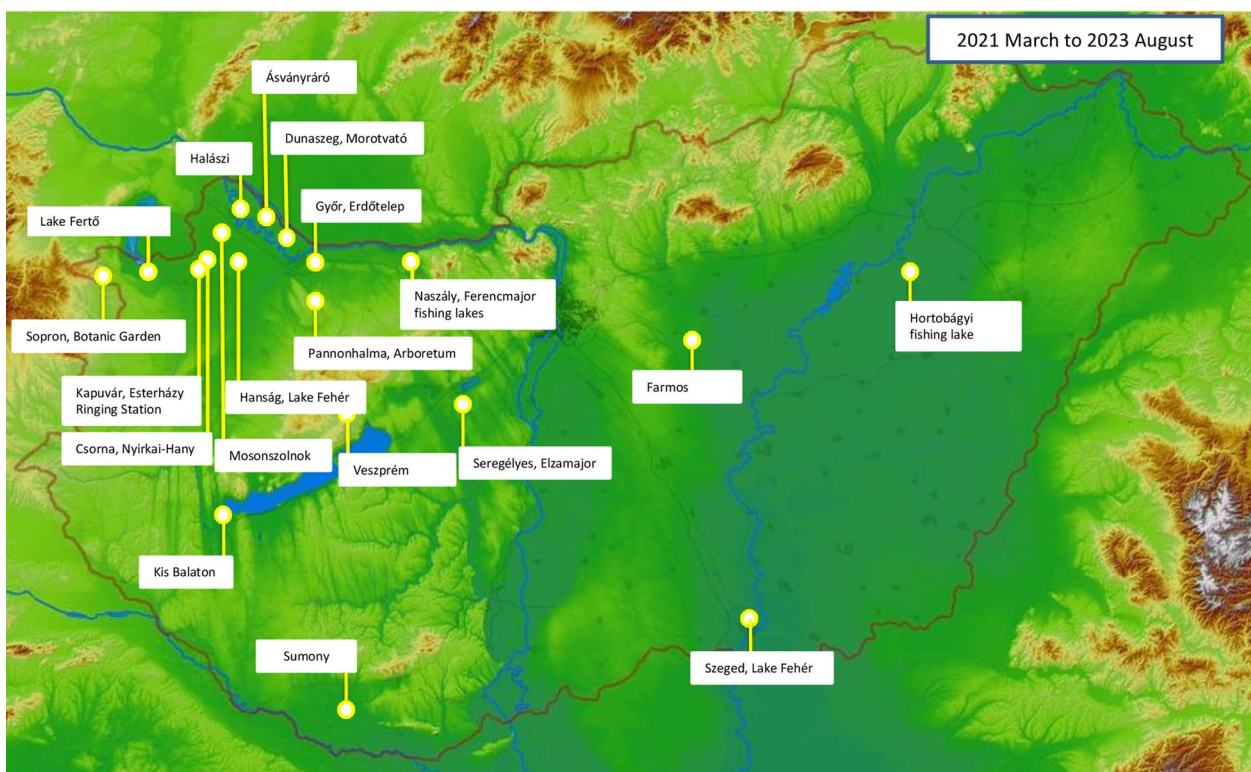 2021 March to 2023 August
Ásványráró
Dunaszeg, Morotvató
Halászi
Győr, Erdőtelep
Lake Fertő
Naszály, Ferencmajor
fishing lakes
Hortobágyi
fishing lake
Sopron, Botanic Garden
Pannonhalma, Arboretum
Farmos
Kapuvár, Esterházy
Ringing Station
Hanság, Lake Fehér
Csorna, Nyirkai-Hany
Mosonszolnok
Veszprém
Seregélyes, Elzamajor
Kis Balaton
Sumony
Szeged, Lake Fehér